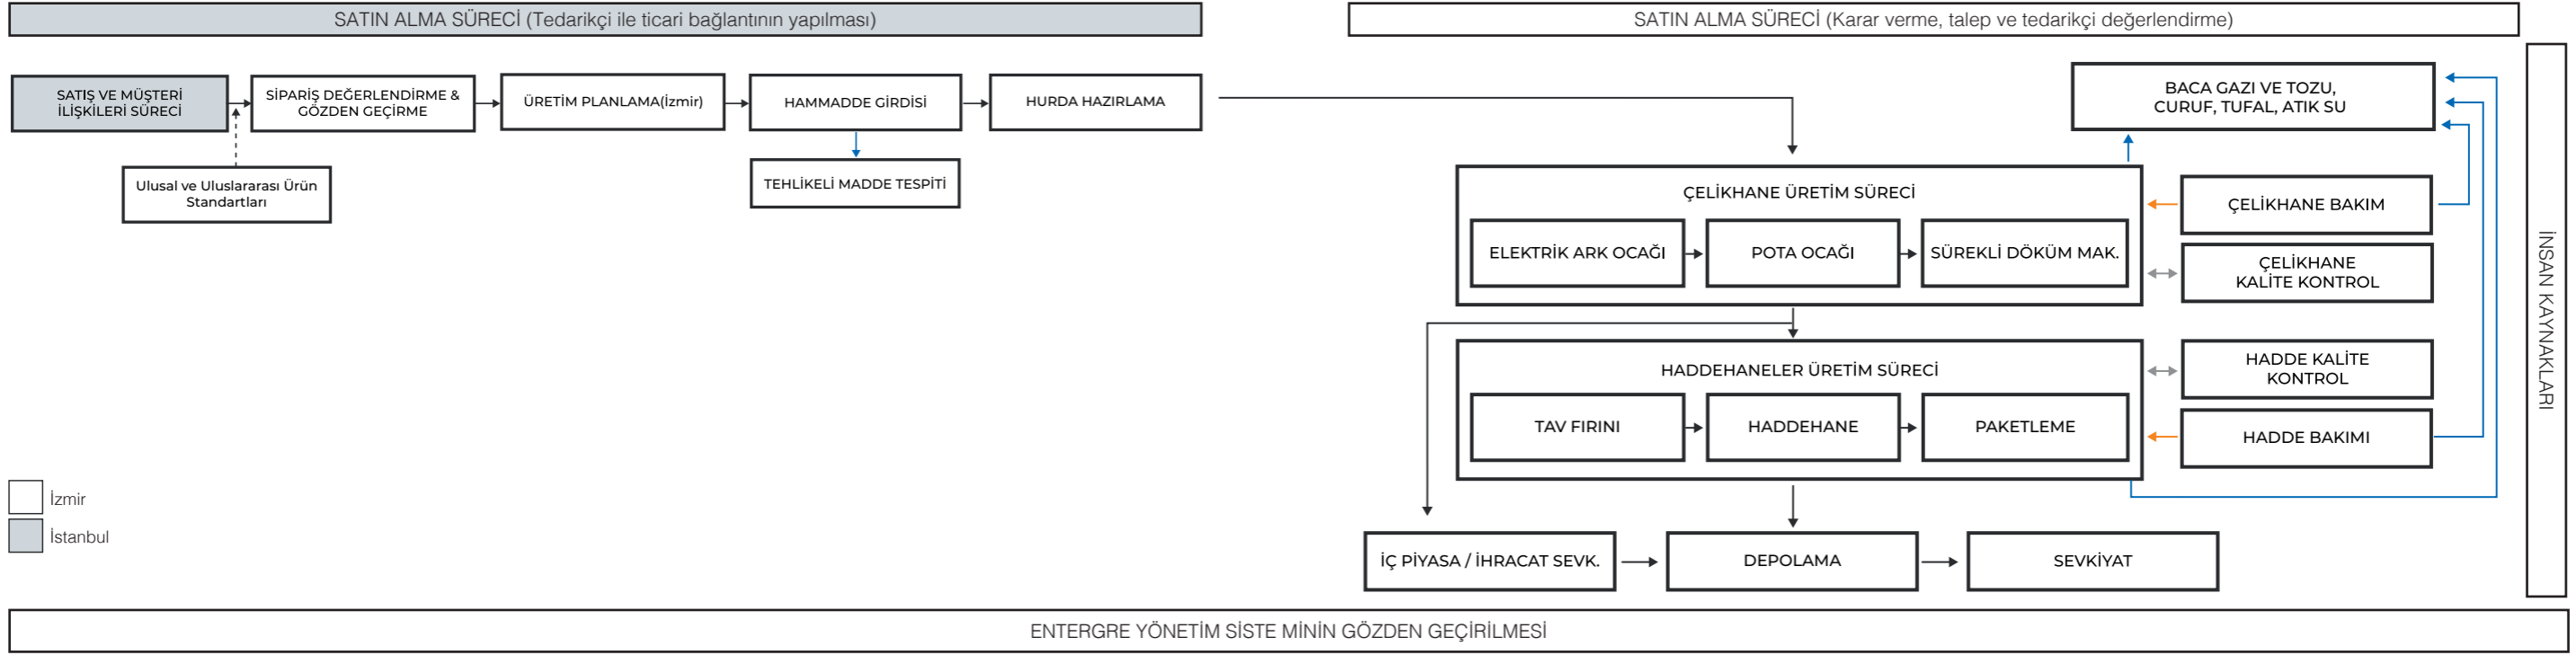 SATIN ALMA SÜRECİ (Tedarikçi ile ticari bağlantının yapılması)
SATIN ALMA SÜRECİ (Karar verme, talep ve tedarikçi değerlendirme)
SATIŞ VE MÜŞTERİ
İLİŞKİLERİ SÜRECİ
SİPARİŞ DEĞERLENDİRME &
GÖZDEN GEÇİRME
ÜRETİM PLANLAMA(İzmir)
HAMMADDE GİRDİSİ
HURDA HAZIRLAMA
Ulusal ve Uluslararası Ürün
Standartları
TEHLİKELİ MADDE TESPİTİ
BACA GAZI VE TOZU,
CURUF, TUFAL, ATIK SU
ÇELİKHANE ÜRETİM SÜRECİ
ELEKTRİK ARK OCAĞI
POTA OCAĞI
SÜREKLİ DÖKÜM MAK.
ÇELİKHANE BAKIM
ÇELİKHANE
KALİTE KONTROL
HADDEHANELER ÜRETİM SÜRECİ
TAV FIRINI
HADDEHANE
PAKETLEME
HADDE KALİTE
KONTROL
HADDE BAKIMI
İÇ PİYASA / İHRACAT SEVK.
DEPOLAMA
SEVKİYAT
İNSAN KAYNAKLARI
İzmir
İstanbul
ENTERGRE YÖNETİM SİSTE MİNİN GÖZDEN GEÇİRİLMESİ